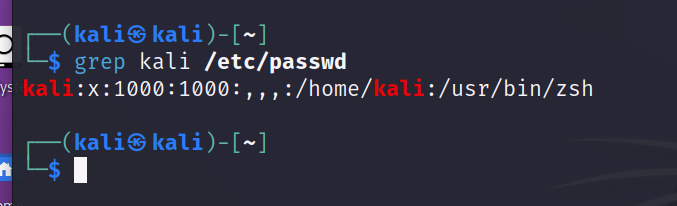 ┌──(kali㉿kali)-[~]
└─$ grep kali /etc/passwd
kali:x:1000:1000:,,,:/home/kali:/usr/bin/zsh
┌──(kali㉿kali)-[~]
└─$